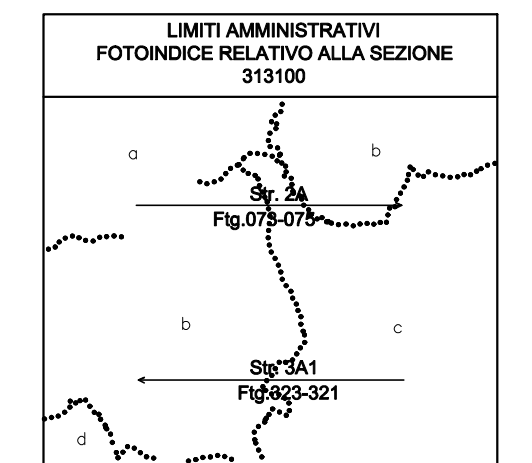 LIMITI AMMINISTRATIVI
FOTOINDICE RELATIVO ALLA SEZIONE
313100
a
b
Str. 2A
Ftg.073-075
b
c
Str. 3A1
Ftg.323-321
d